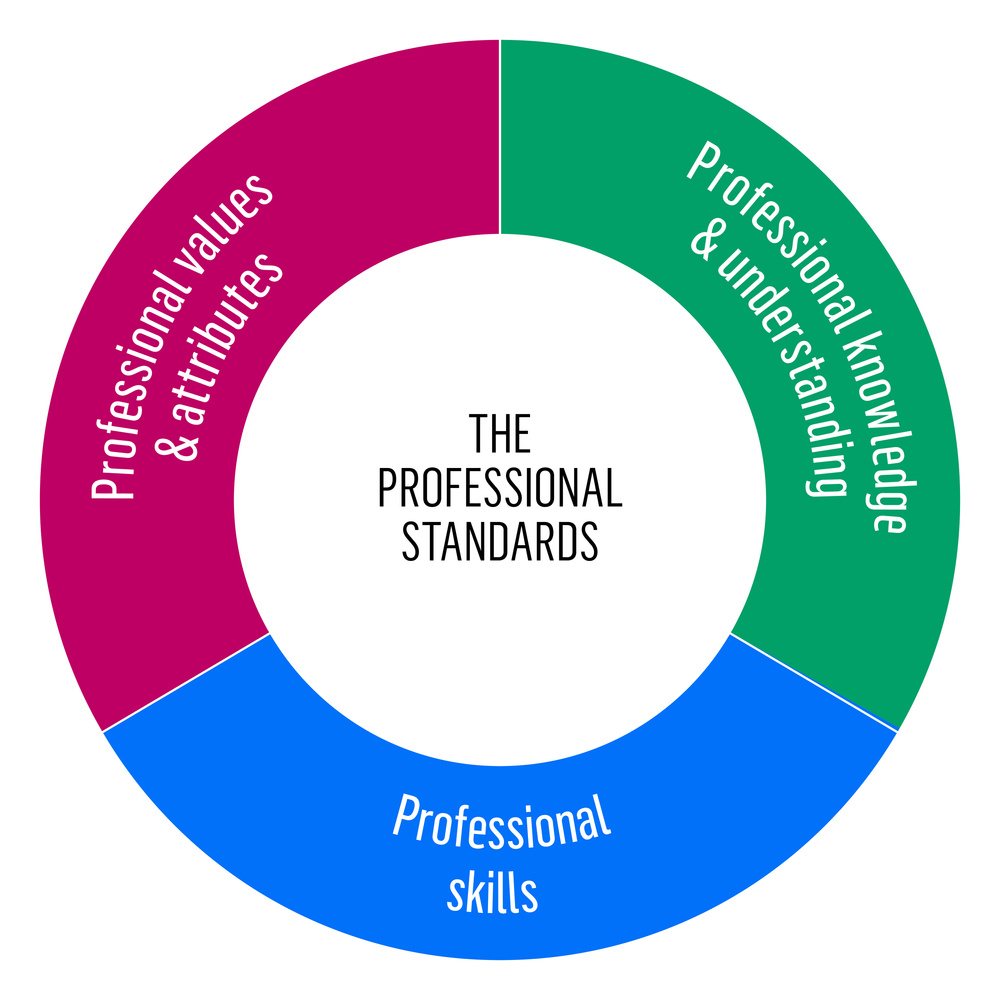 Professional values
& attributes
Professional knowledge
& understanding
THE
PROFESSIONAL
STANDARDS
Professional
skills